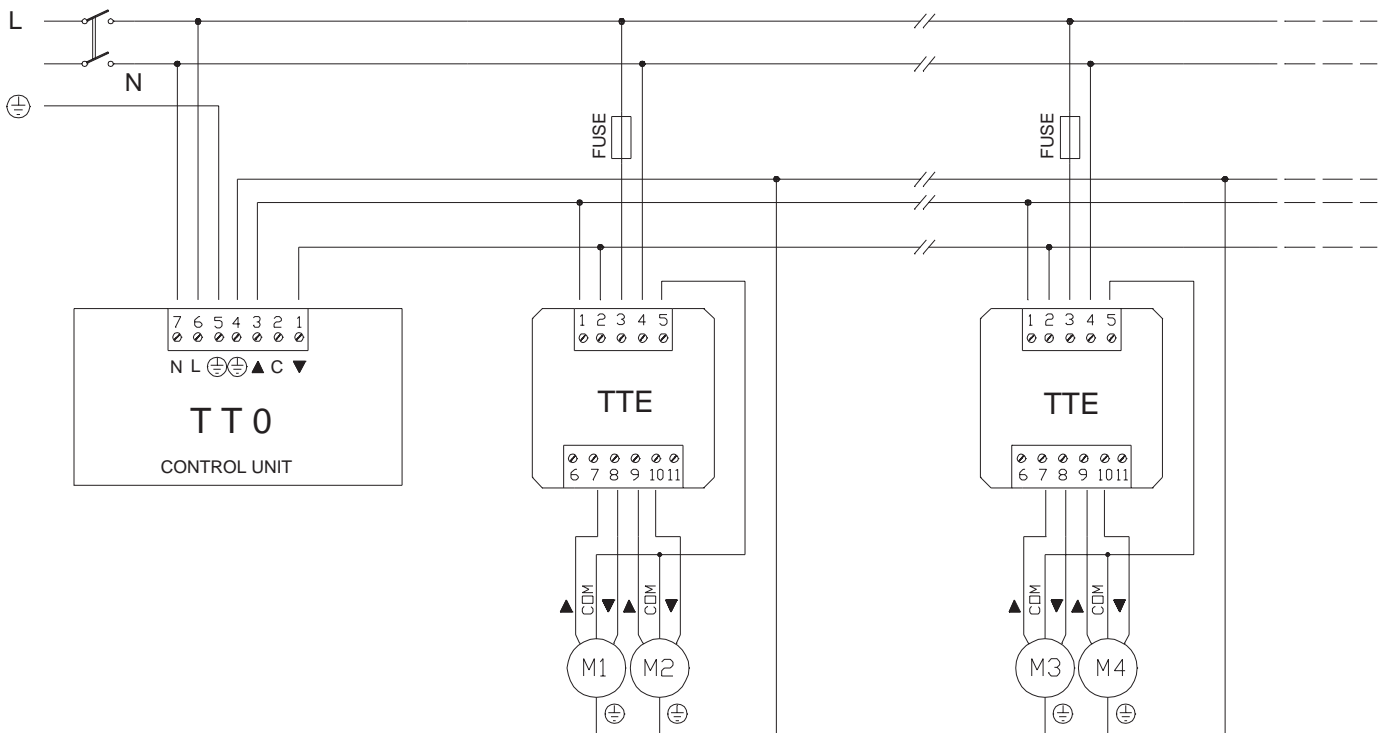 L
N
FUSE
FUSE
7 6 5 4 3 2 1
N L ▲ C ▼
TT0
CONTROL UNIT
1 2 3 4 5
TTE
6 7 8 9 10 11
1 2 3 4 5
TTE
6 7 8 9 10 11
▲ COM ▼ ▲ COM ▼
M1 M2
▲ COM ▼ ▲ COM ▼
M3 M4